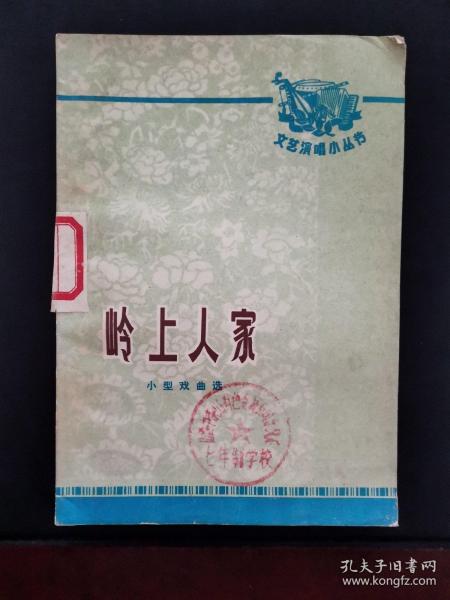 文艺演唱小丛书
岭上人家
小型戏曲选
七年制学校
孔夫子旧书网
www.kongfz.com